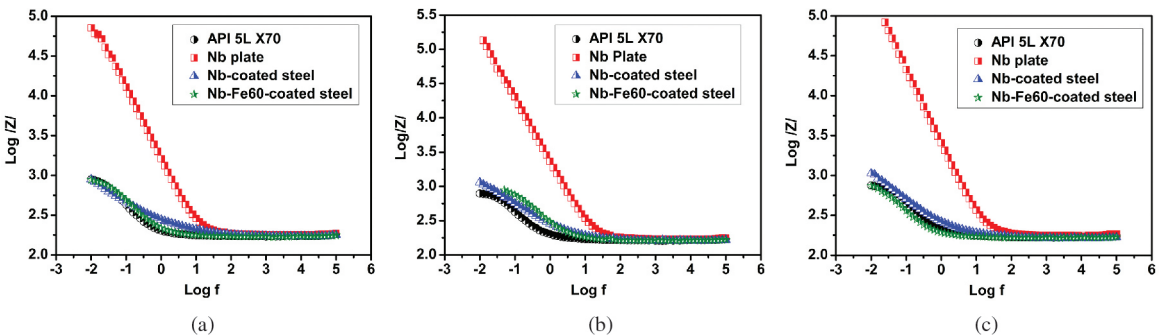 5.0
4.5
4.0
3.5
3.0
2.5
2.0
Log /Z/
-3 -2 -1 0 1 2 3 4 5 6
Log f
API 5L X70
Nb plate
Nb-coated steel
Nb-Fe60-coated steel
(a)
5.5
5.0
4.5
4.0
3.5
3.0
2.5
2.0
Log/Z/
-3 -2 -1 0 1 2 3 4 5 6
Log f
API 5L X70
Nb Plate
Nb-coated steel
Nb-Fe60-coated steel
(b)
5.0
4.5
4.0
3.5
3.0
2.5
2.0
Log /Z/
-3 -2 -1 0 1 2 3 4 5 6
Log f
API 5L X70
Nb plate
Nb-coated steel
Nb-Fe60-coated steel
(c)